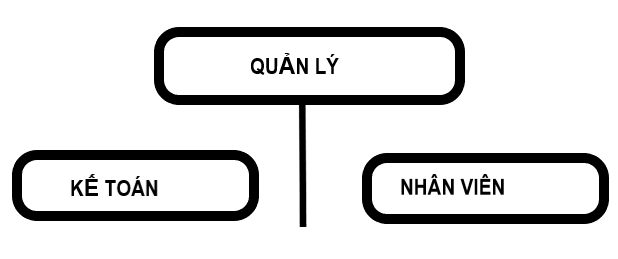 QUẢN LÝ
KẾ TOÁN
NHÂN VIÊN